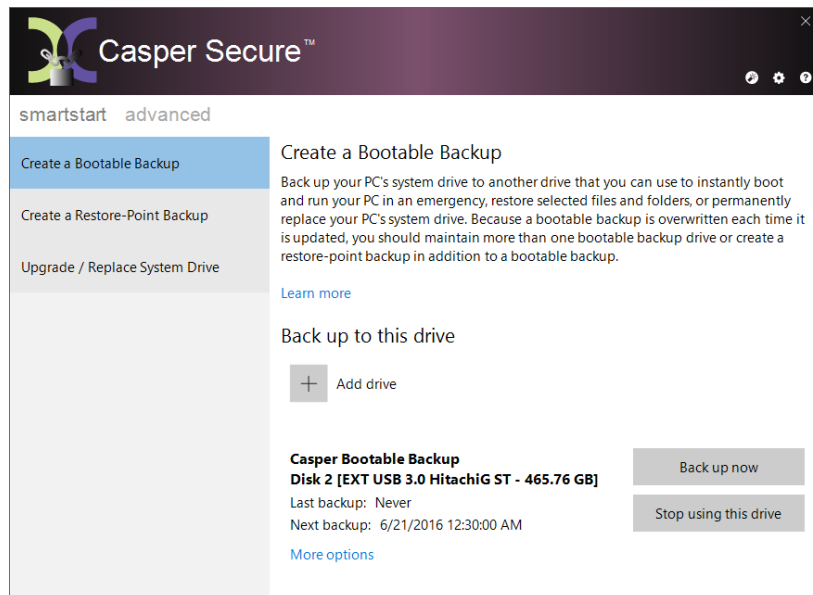 Casper Secure™
smartstart advanced
Create a Bootable Backup
Create a Restore-Point Backup
Upgrade / Replace System Drive
Create a Bootable Backup
Back up your PC's system drive to another drive that you can use to instantly boot
and run your PC in an emergency, restore selected files and folders, or permanently
replace your PC's system drive. Because a bootable backup is overwritten each time it
is updated, you should maintain more than one bootable backup drive or create a
restore-point backup in addition to a bootable backup.
Learn more
Back up to this drive
Add drive
Casper Bootable Backup
Disk 2 [EXT USB 3.0 HitachiG ST - 465.76 GB]
Last backup: Never
Next backup: 6/21/2016 12:30:00 AM
More options
Back up now
Stop using this drive